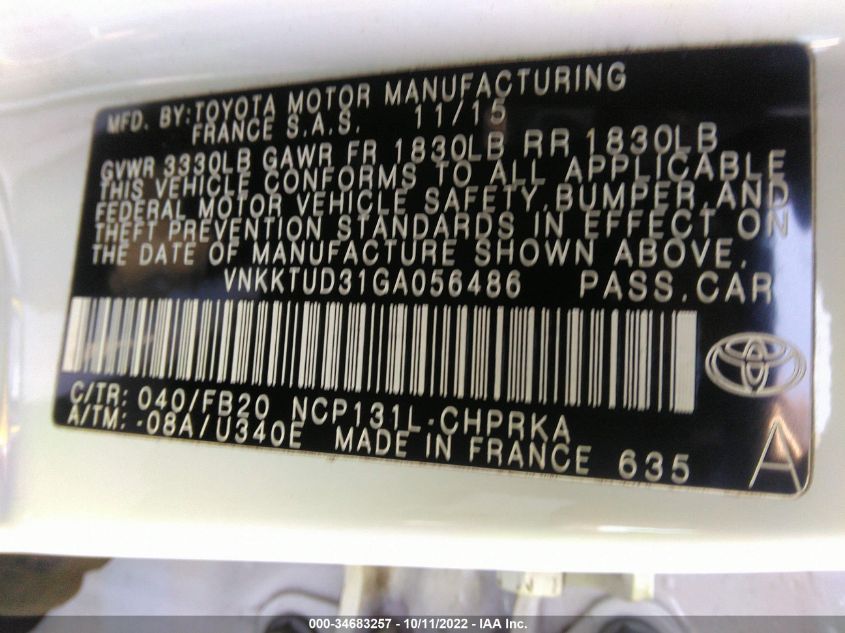 MFD. BY:TOYOTA MOTOR MANUFACTURING
FRANCE S.A.S. 11/15
GVWR 3330LB GAWR FR 1830LB RR 1830LB
THIS VEHICLE CONFORMS TO ALL APPLICABLE
FEDERAL MOTOR VEHICLE SAFETY,BUMPER,AND
THEFT PREVENTION STANDARDS IN EFFECT ON
THE DATE OF MANUFACTURE SHOWN ABOVE.
VNKKTUD31GA056486 PASS.CAR
C/TR: 040/FB20 NCP131L-CHPRKA
A/TM: -08A/U340E MADE IN FRANCE 635
A
000-34683257 - 10/11/2022 - IAA Inc.